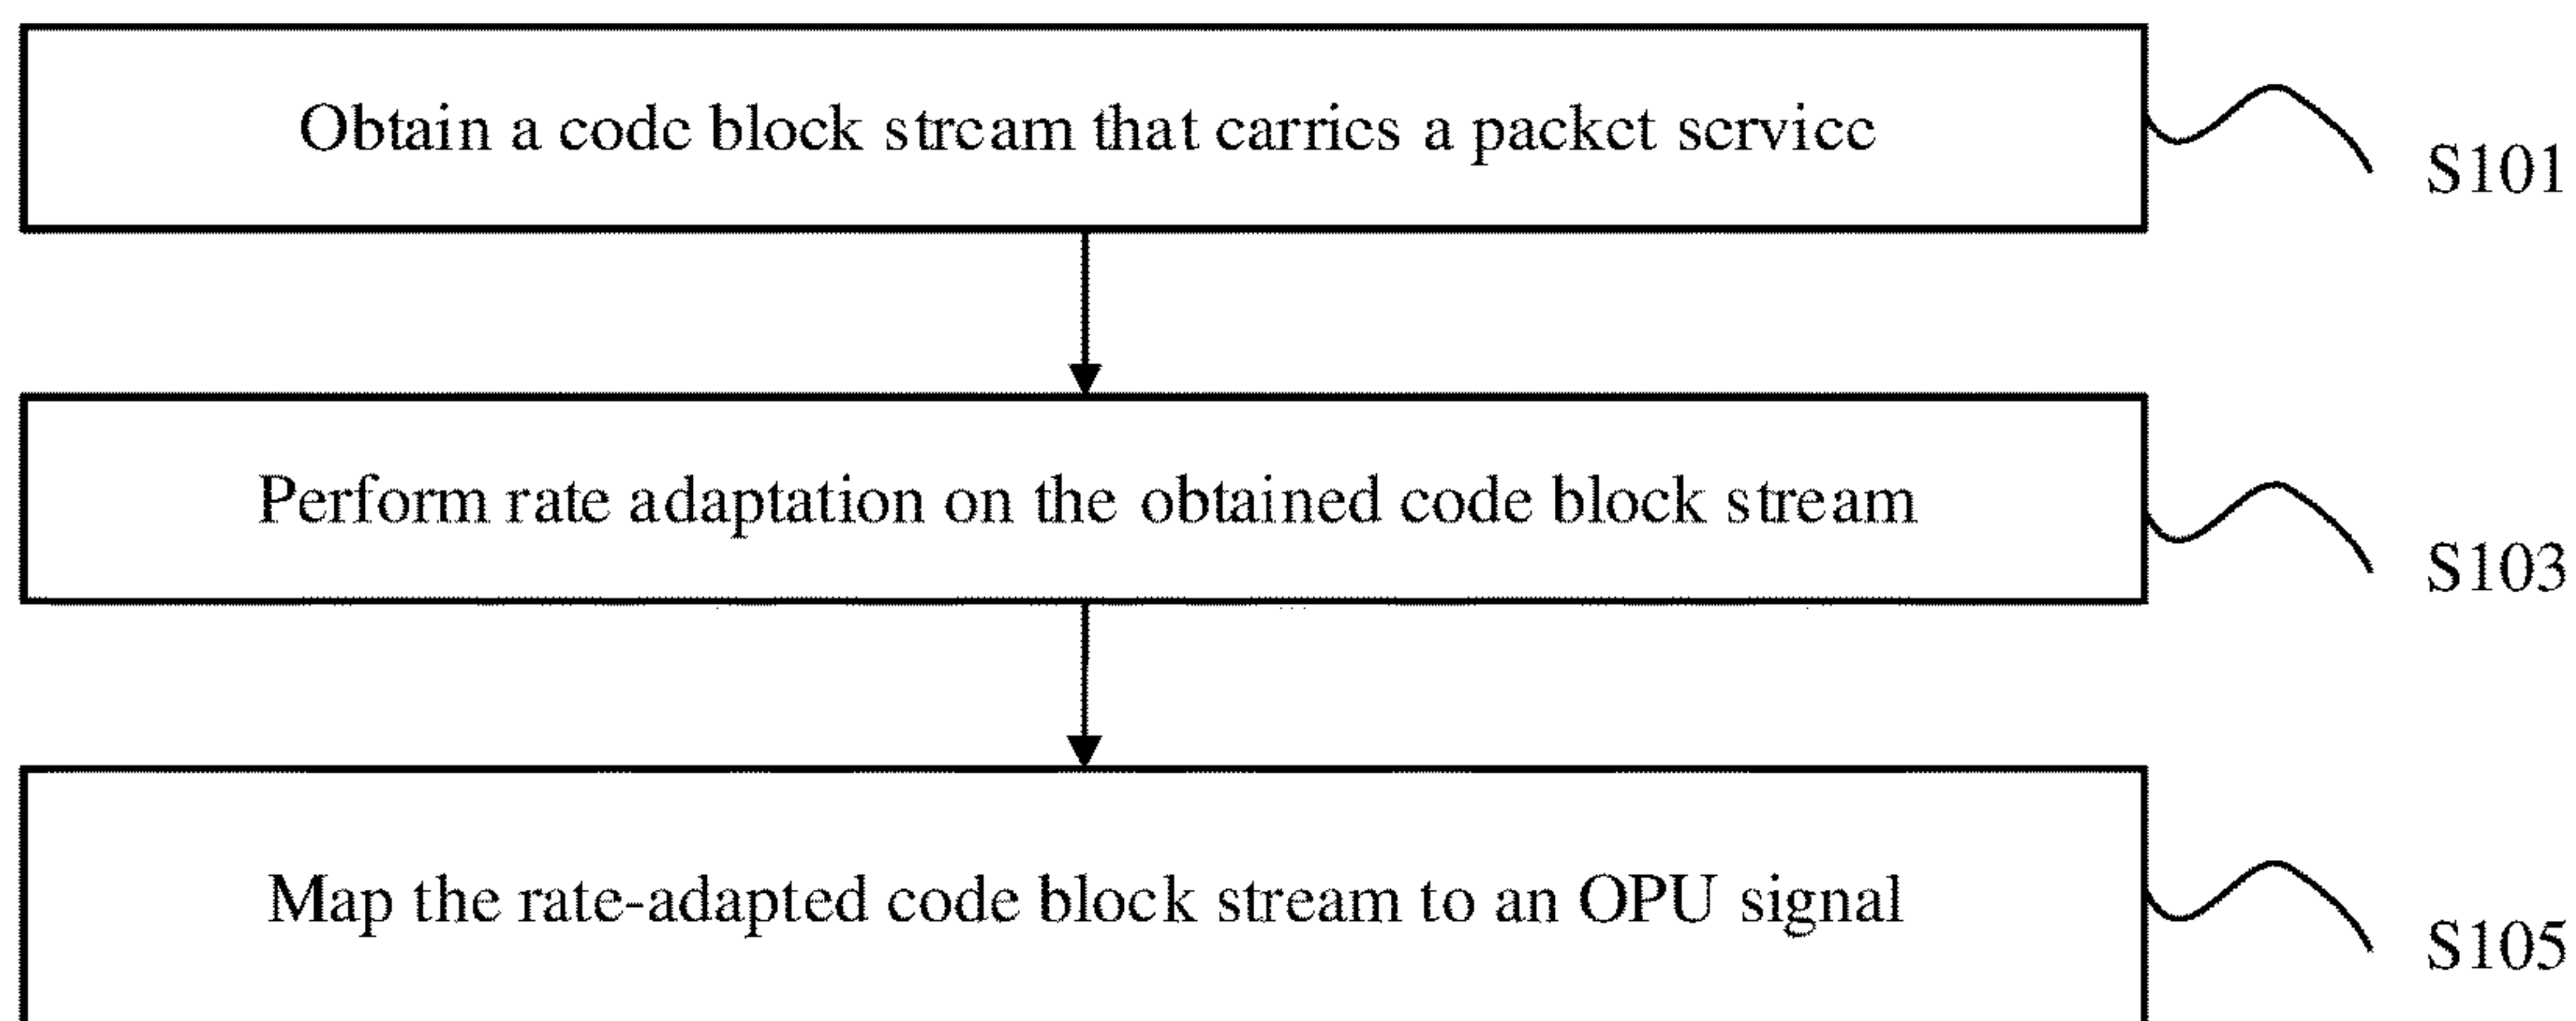 Obtain a code block stream that carries a packet service
S101
Perform rate adaptation on the obtained code block stream
S103
Map the rate-adapted code block stream to an OPU signal
S105